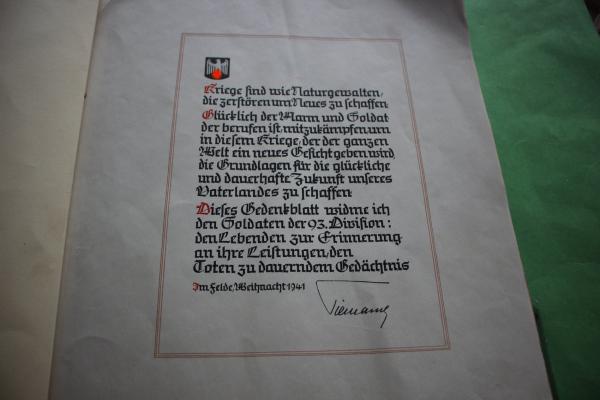 Kriege sind wie Naturgewalten,
die zerstören um Neues zu schaffen.
Glücklich der Mann und Soldat
der berufen ist, mitzukämpfen um
in diesem Kriege, der der ganzen
Welt ein neues Gesicht geben wird,
die Grundlagen für die glückliche
und dauerhafte Zukunft unseres
Vaterlandes zu schaffen.
Dieses Gedenkblatt widme ich
den Soldaten der 93. Division:
den Lebenden zur Erinnerung
an ihre Leistungen, den
Toten zu dauerndem Gedächtnis
Im Felde, Weihnacht 1941
Tiemann